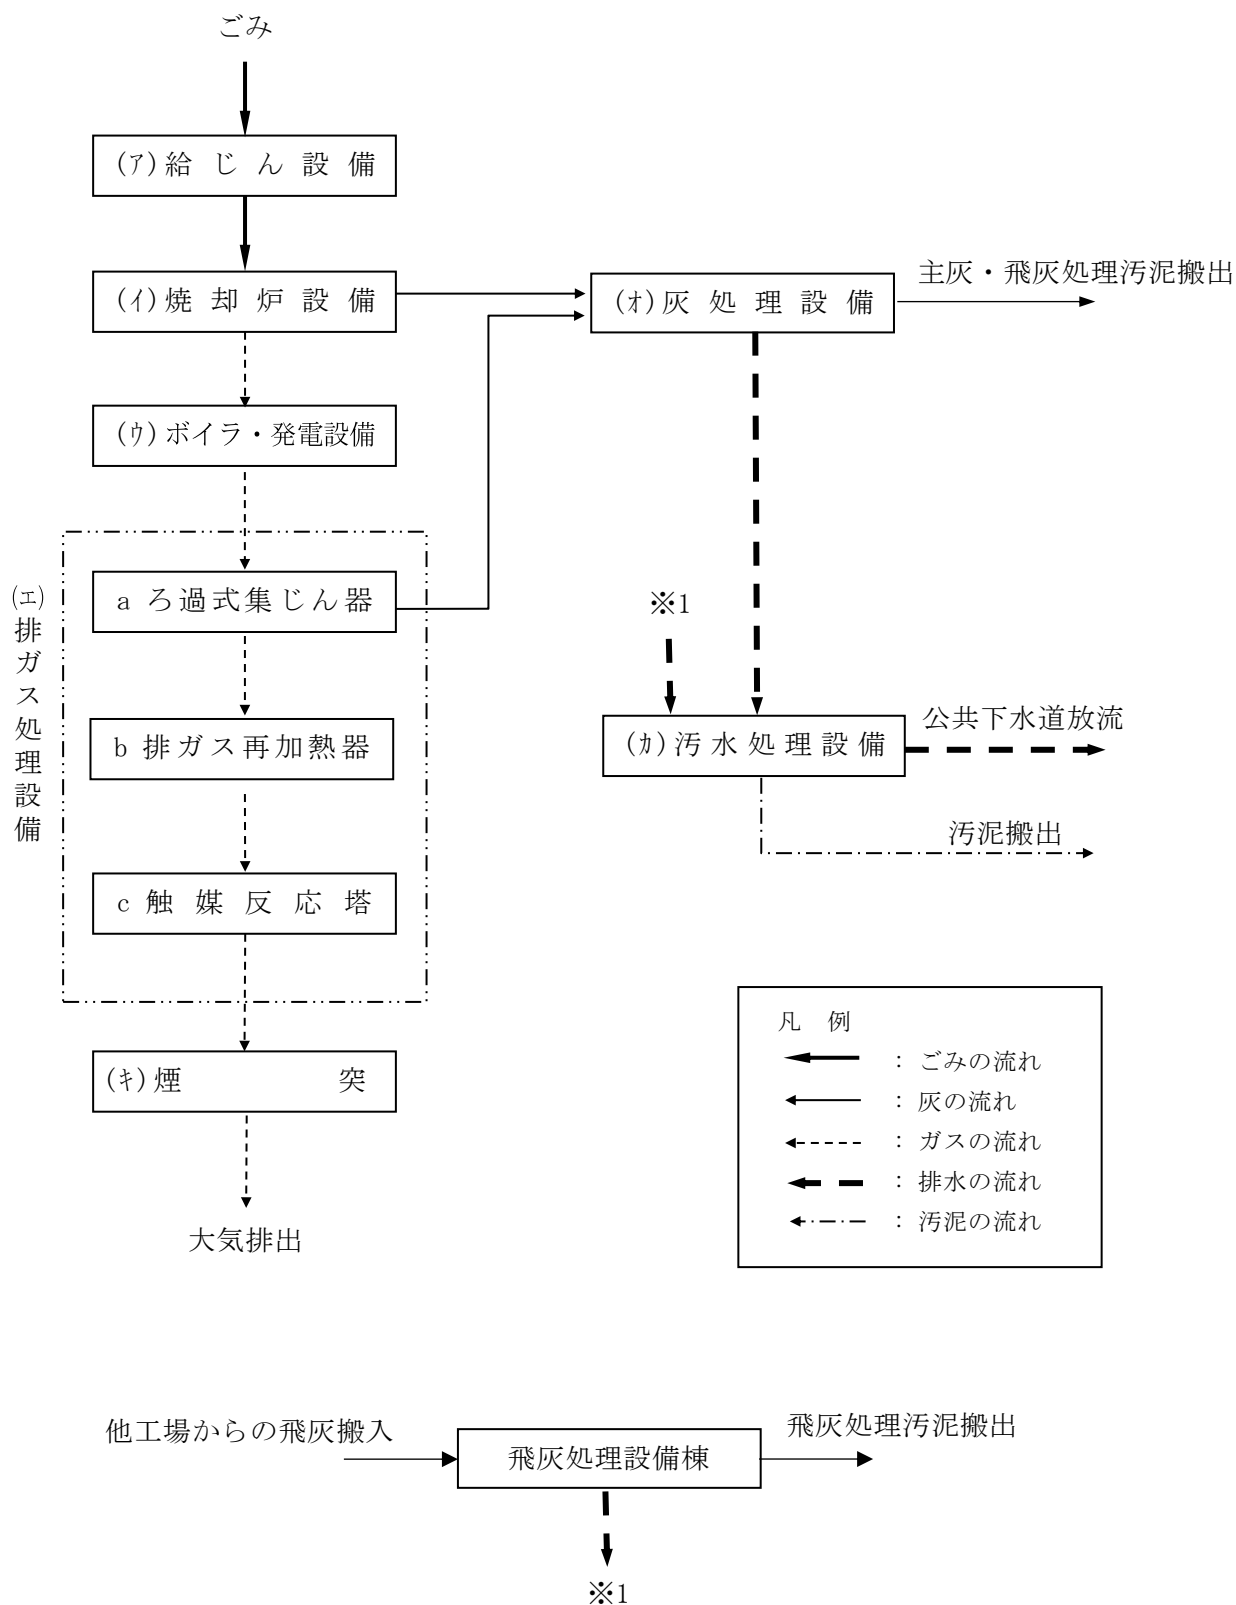 ごみ
(ｱ)給じん設備
(ｲ)焼却炉設備
(ｳ)ボイラ・発電設備
(ｴ)排ガス処理設備
a ろ過式集じん器
b 排ガス再加熱器
c 触媒反応塔
(ｷ)煙突
大気排出
(ｵ)灰処理設備
主灰・飛灰処理汚泥搬出
※1
(ｶ)汚水処理設備
公共下水道放流
汚泥搬出
凡 例
：ごみの流れ
：灰の流れ
：ガスの流れ
：排水の流れ
：汚泥の流れ
他工場からの飛灰搬入
飛灰処理設備棟
飛灰処理汚泥搬出
※1